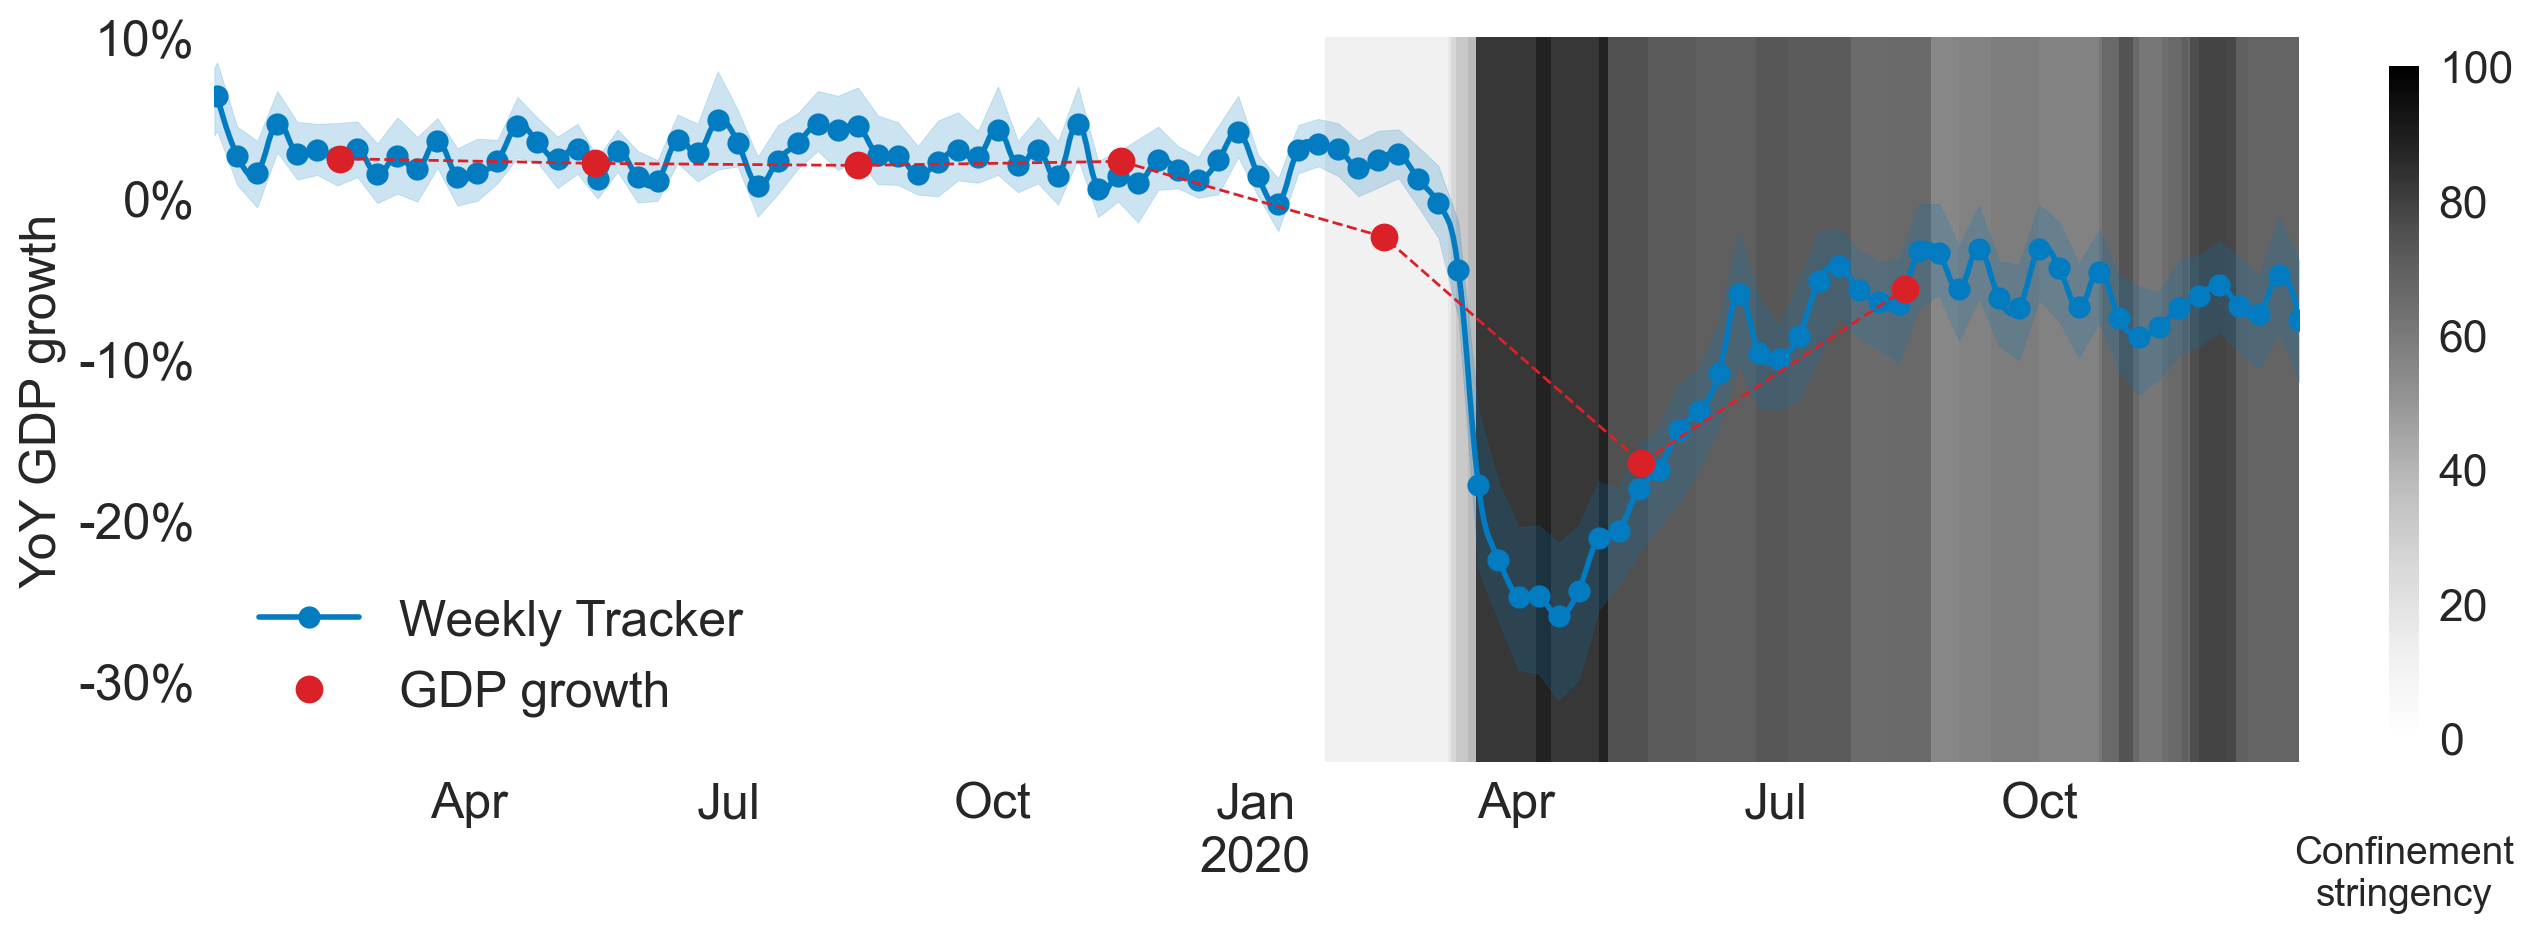 10%
0%
-10%
-20%
-30%
YoY GDP growth
Weekly Tracker
GDP growth
Apr
Jul
Oct
Jan
2020
Apr
Jul
Oct
100
80
60
40
20
0
Confinement
stringency